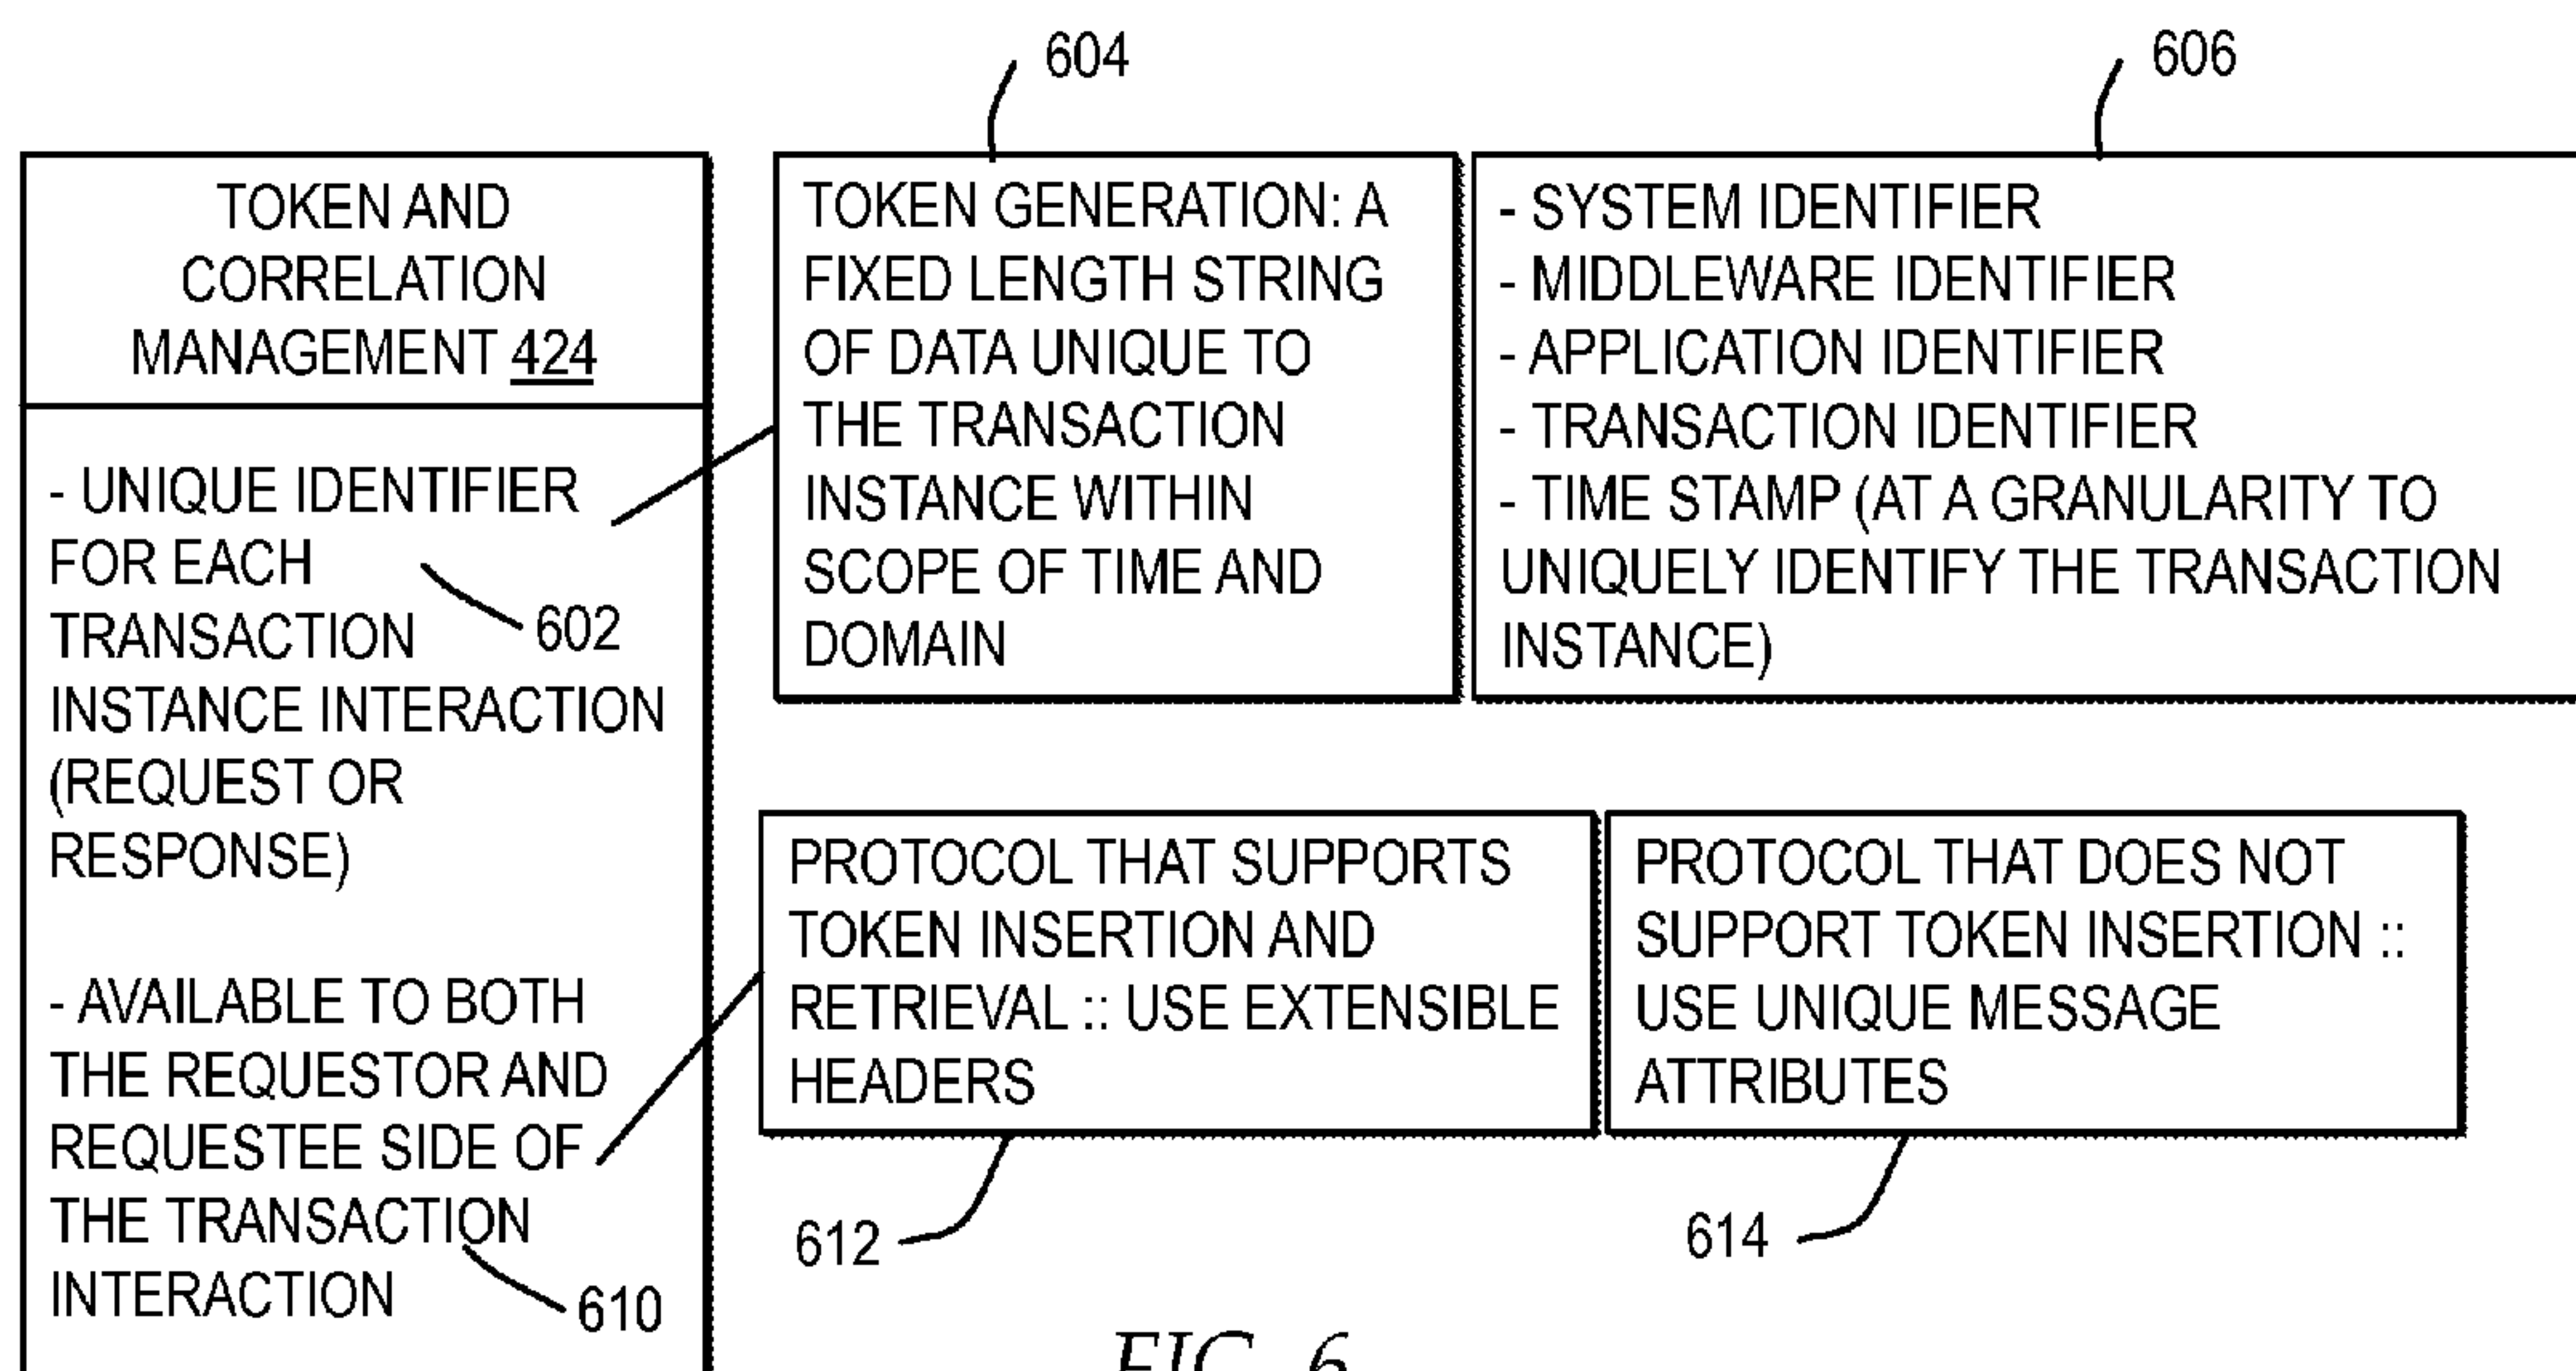 604
606
TOKEN AND
CORRELATION
MANAGEMENT 424
- UNIQUE IDENTIFIER
FOR EACH
TRANSACTION
INSTANCE INTERACTION
(REQUEST OR
RESPONSE)
602
- AVAILABLE TO BOTH
THE REQUESTOR AND
REQUESTEE SIDE OF
THE TRANSACTION
INTERACTION
610
TOKEN GENERATION: A
FIXED LENGTH STRING
OF DATA UNIQUE TO
THE TRANSACTION
INSTANCE WITHIN
SCOPE OF TIME AND
DOMAIN
- SYSTEM IDENTIFIER
- MIDDLEWARE IDENTIFIER
- APPLICATION IDENTIFIER
- TRANSACTION IDENTIFIER
- TIME STAMP (AT A GRANULARITY TO
UNIQUELY IDENTIFY THE TRANSACTION
INSTANCE)
PROTOCOL THAT SUPPORTS
TOKEN INSERTION AND
RETRIEVAL :: USE EXTENSIBLE
HEADERS
612
PROTOCOL THAT DOES NOT
SUPPORT TOKEN INSERTION ::
USE UNIQUE MESSAGE
ATTRIBUTES
614
FIG. 6